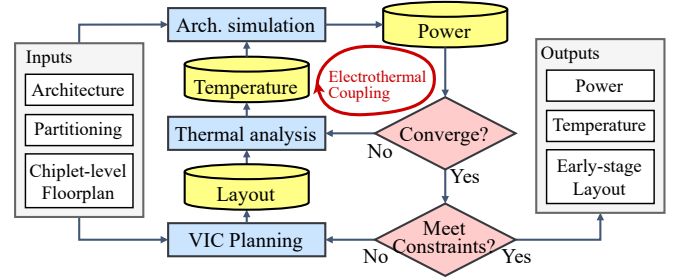 Inputs
Architecture
Partitioning
Chiplet-level
Floorplan
Arch. simulation
Power
Temperature
Electrothermal
Coupling
Thermal analysis
Converge?
No
Yes
Layout
VIC Planning
Meet
Constraints?
No
Yes
Outputs
Power
Temperature
Early-stage
Layout